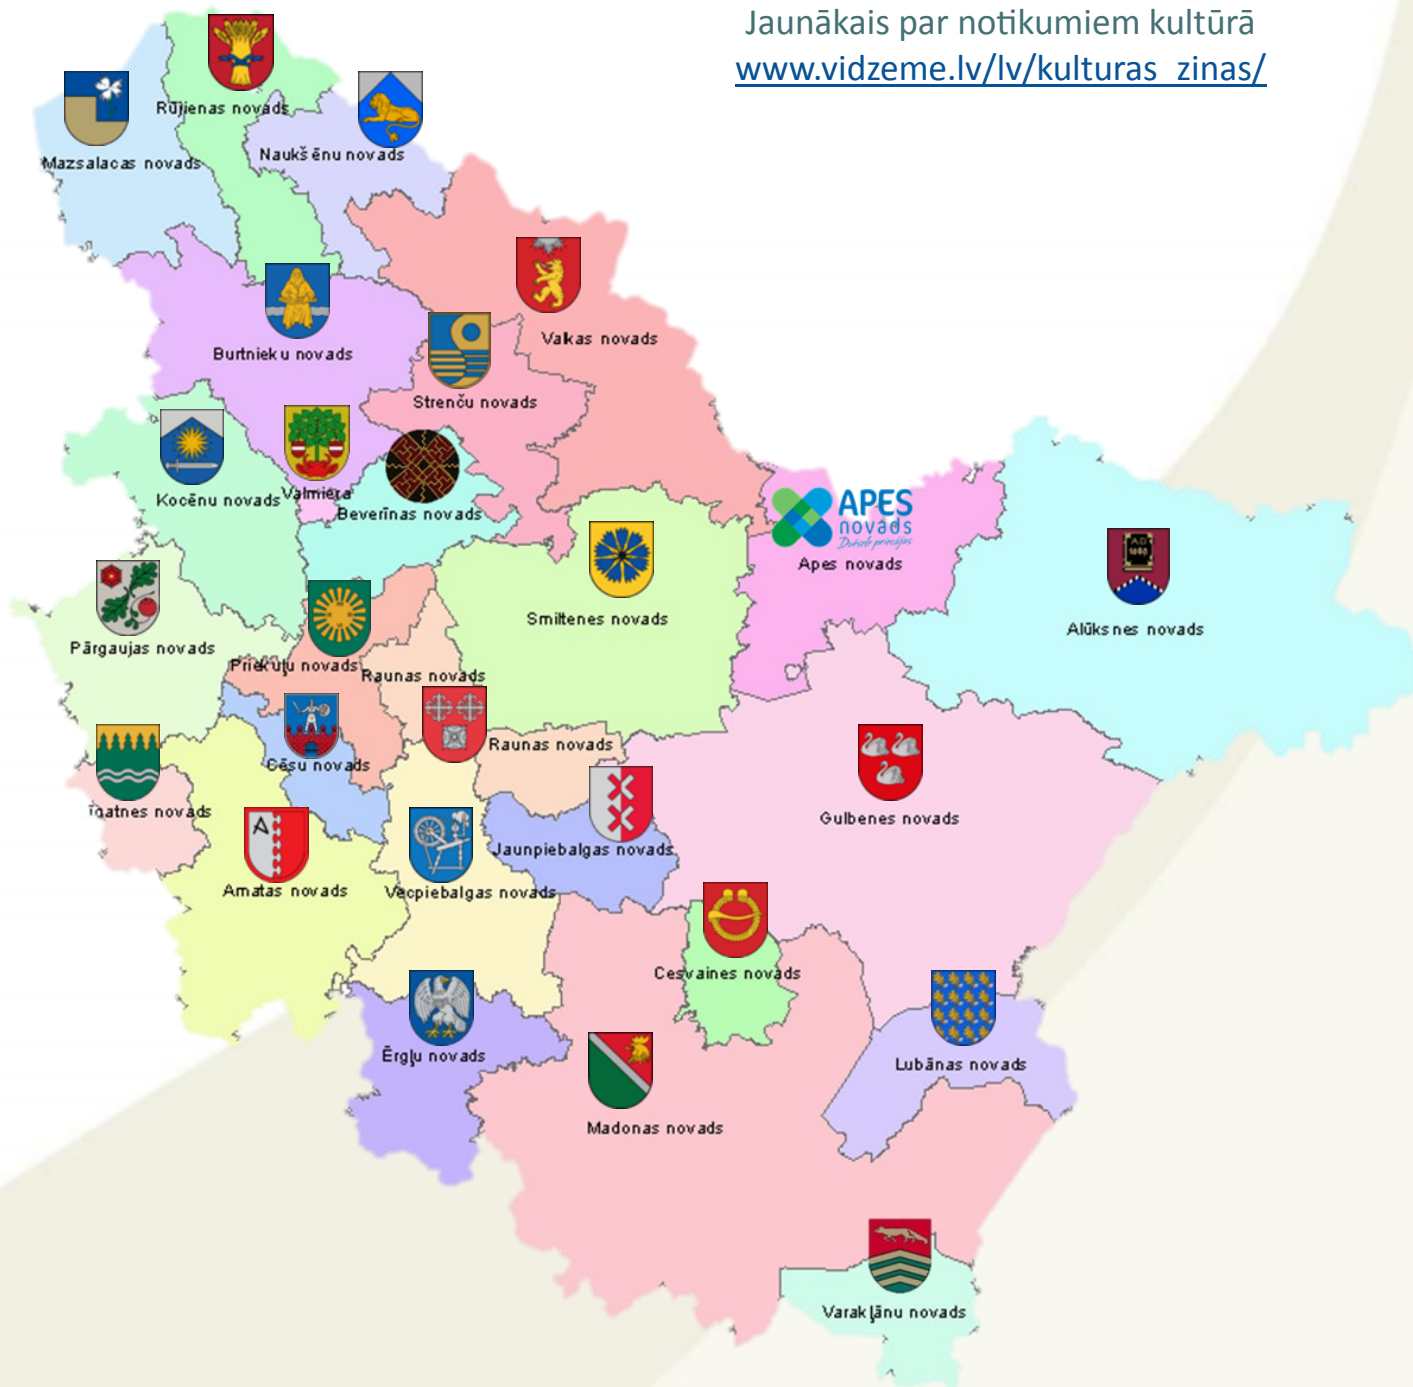 Jaunākais par notikumiem kultūrā
www.vidzeme.lv/lv/kulturas_zinas/
Rūjienas novads
Mazsalacas novads
Naukšēnu novads
Valkas novads
Burtnieku novads
Strenču novads
Kocēnu novads
Valmiera
Beverīnas novads
APES
novads
Dabiski principējs
Apes novads
A.D.
Smiltenes novads
Alūksnes novads
Pārgaujas novads
Priekuļu novads
Raunas novads
Raunas novads
Cēsu novads
Īgatnes novads
Gulbenes novads
Jaunpiebalgas novads
Amatas novads
Vecpiebalgas novads
Cesvaines novads
Ērgļu novads
Lubānas novads
Madonas novads
Varakļānu novads